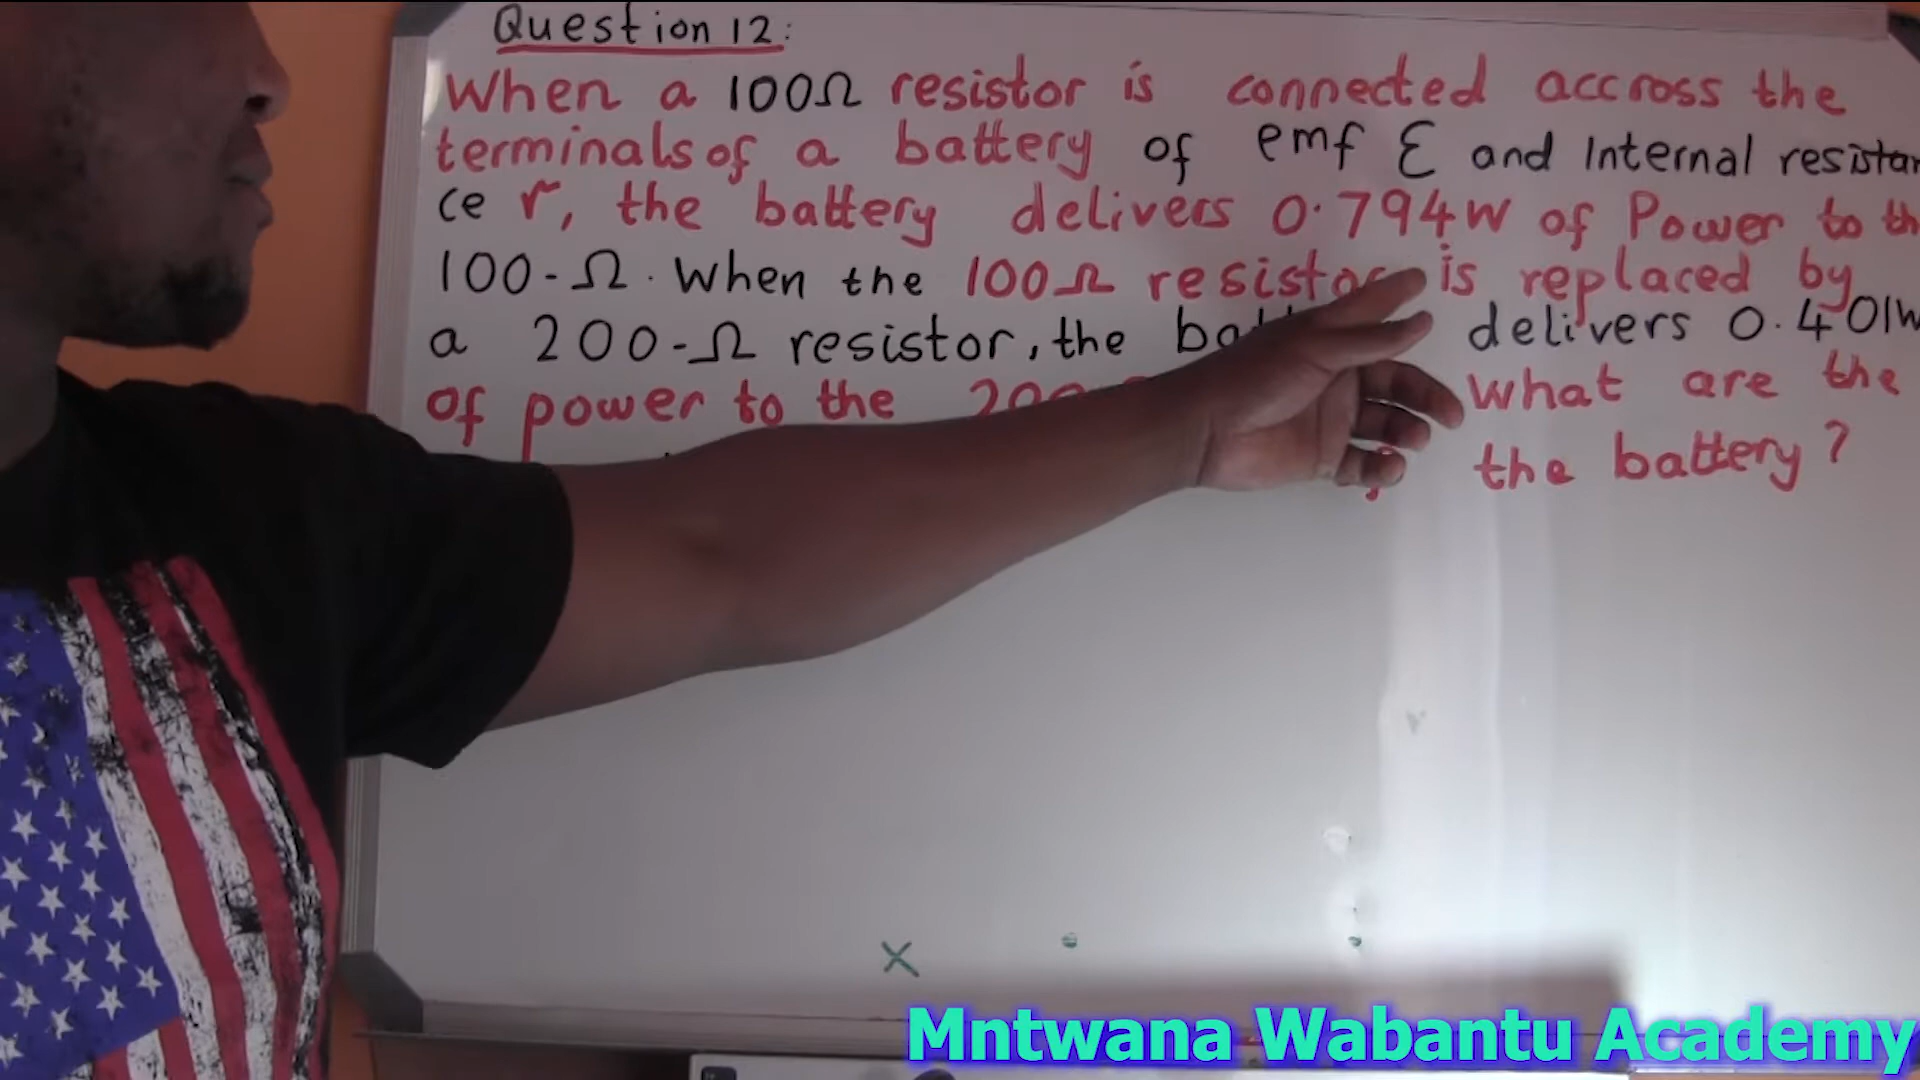 Question 12:
When a 100Ω resistor is connected accross the
terminals of a battery of emf Ɛ and Internal resistan
ce r, the battery delivers 0.794W of Power to th
100-Ω. When the 100Ω resistor is replaced by
a 200-Ω resistor, the delivers 0.401W
of power to the what are the
the battery?
Mntwana Wabantu Academy